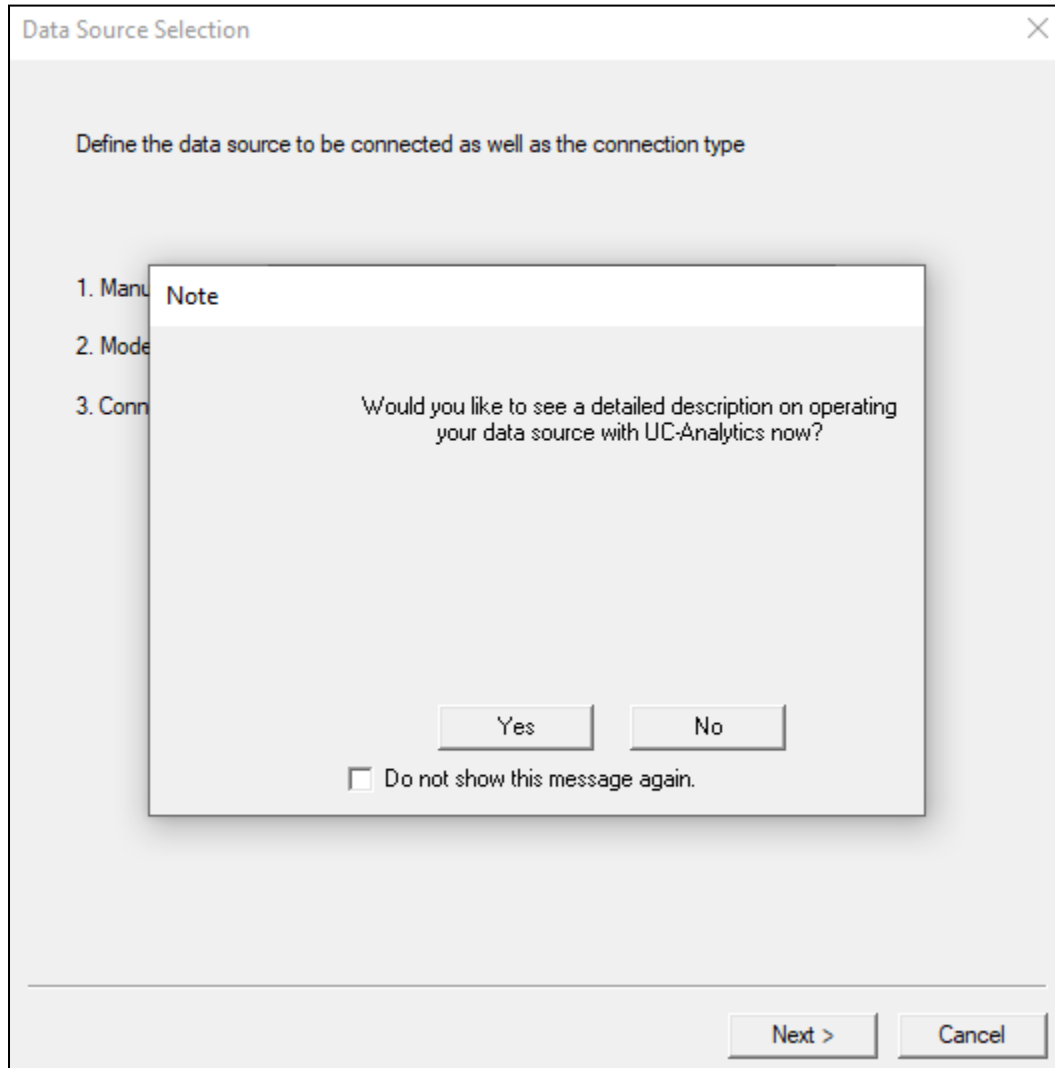 Data Source Selection
Define the data source to be connected as well as the connection type
1. Manu
Note
2. Mode
3. Conn
Would you like to see a detailed description on operating
your data source with UC-Analytics now?
Yes
No
Do not show this message again.
Next >
Cancel